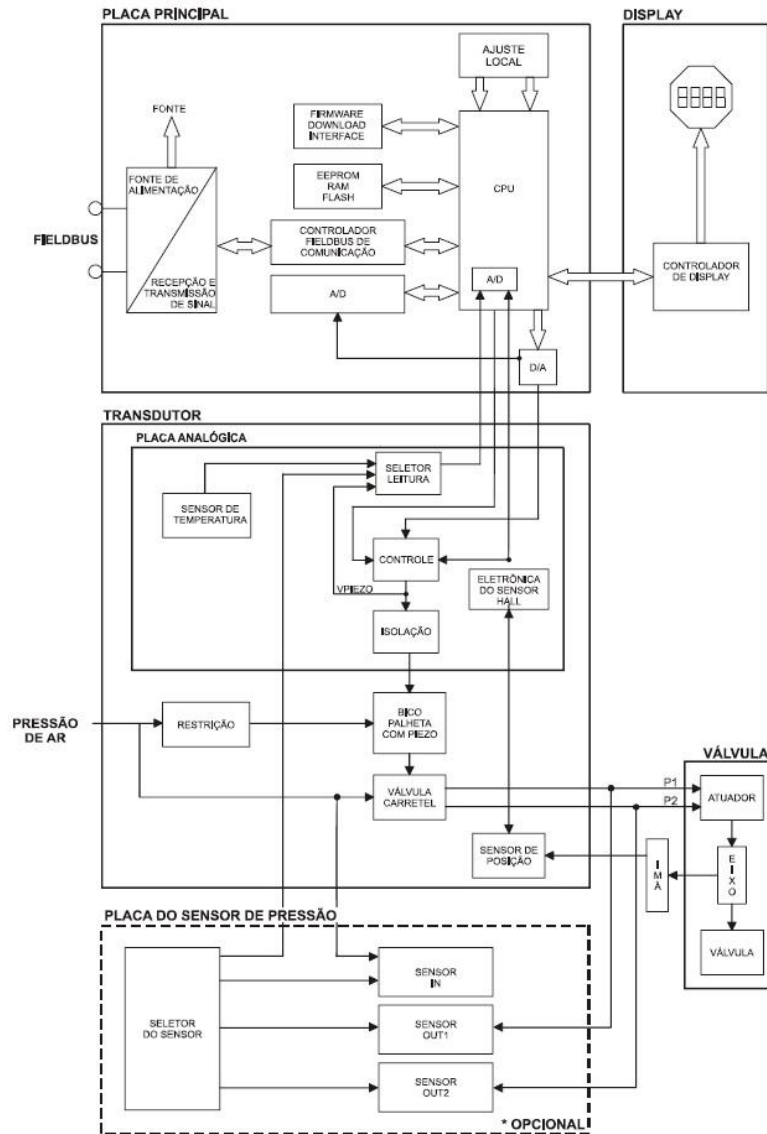 PLACA PRINCIPAL
DISPLAY
AJUSTE
LOCAL
FONTE
FIRMWARE
DOWNLOAD
INTERFACE
FONTE DE
ALIMENTAÇÃO
EEPROM
RAM
FLASH
CPU
FIELDBUS
CONTROLADOR
FIELDBUS DE
COMUNICAÇÃO
RECEPÇÃO E
TRANSMISSÃO
DE SINAL
A/D
A/D
CONTROLADOR
DE DISPLAY
D/A
TRANSDUTOR
PLACA ANALÓGICA
SELETOR
LEITURA
SENSOR DE
TEMPERATURA
CONTROLE
VPIEZO
ELETRÔNICA
DO SENSOR
HALL
ISOLAÇÃO
PRESSÃO
DE AR
RESTRIÇÃO
BICO
PALHETA
COM PIEZO
VÁLVULA
CARRETEL
P1
P2
VÁLVULA
ATUADOR
SENSOR DE
POSIÇÃO
IMÃ
EIXO
VÁLVULA
PLACA DO SENSOR DE PRESSÃO
SELETOR
DO SENSOR
SENSOR
IN
SENSOR
OUT1
SENSOR
OUT2
* OPCIONAL